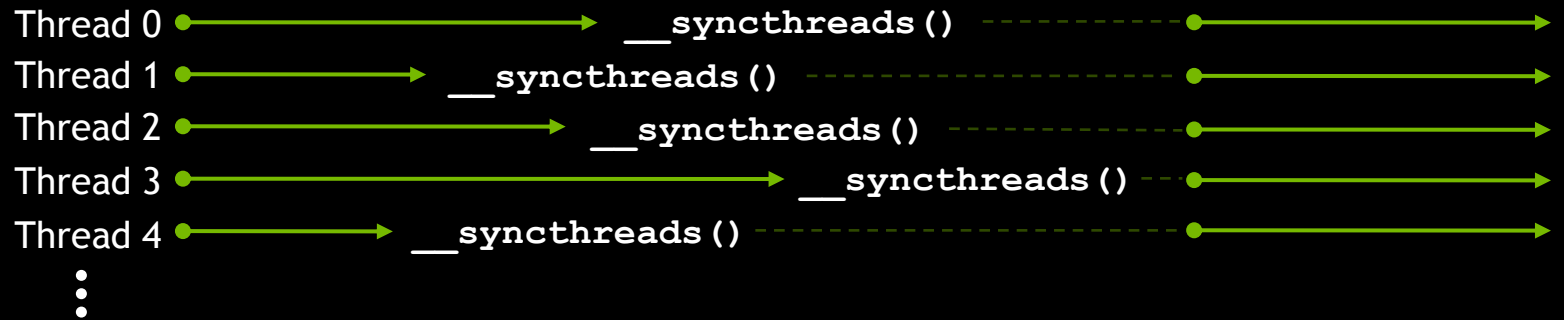 Thread 0 __syncthreads()
Thread 1 __syncthreads()
Thread 2 __syncthreads()
Thread 3 __syncthreads()
Thread 4 __syncthreads()